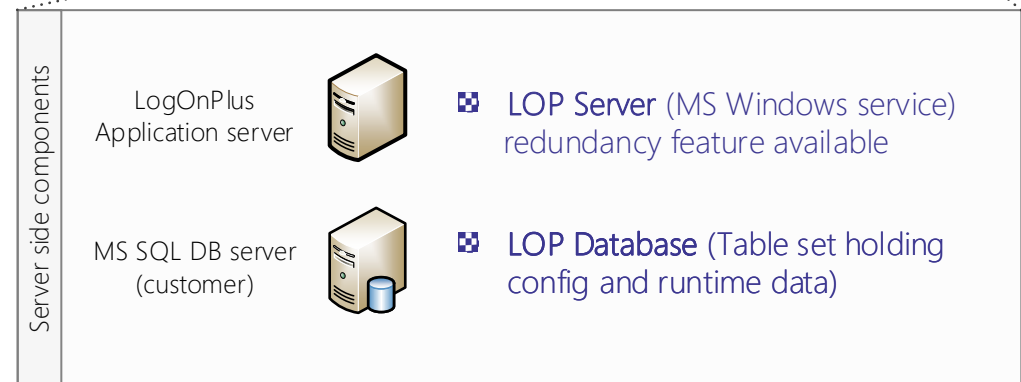 Server side components
LogOnPlus
Application server
LOP Server (MS Windows service)
redundancy feature available
MS SQL DB server
(customer)
LOP Database (Table set holding
config and runtime data)